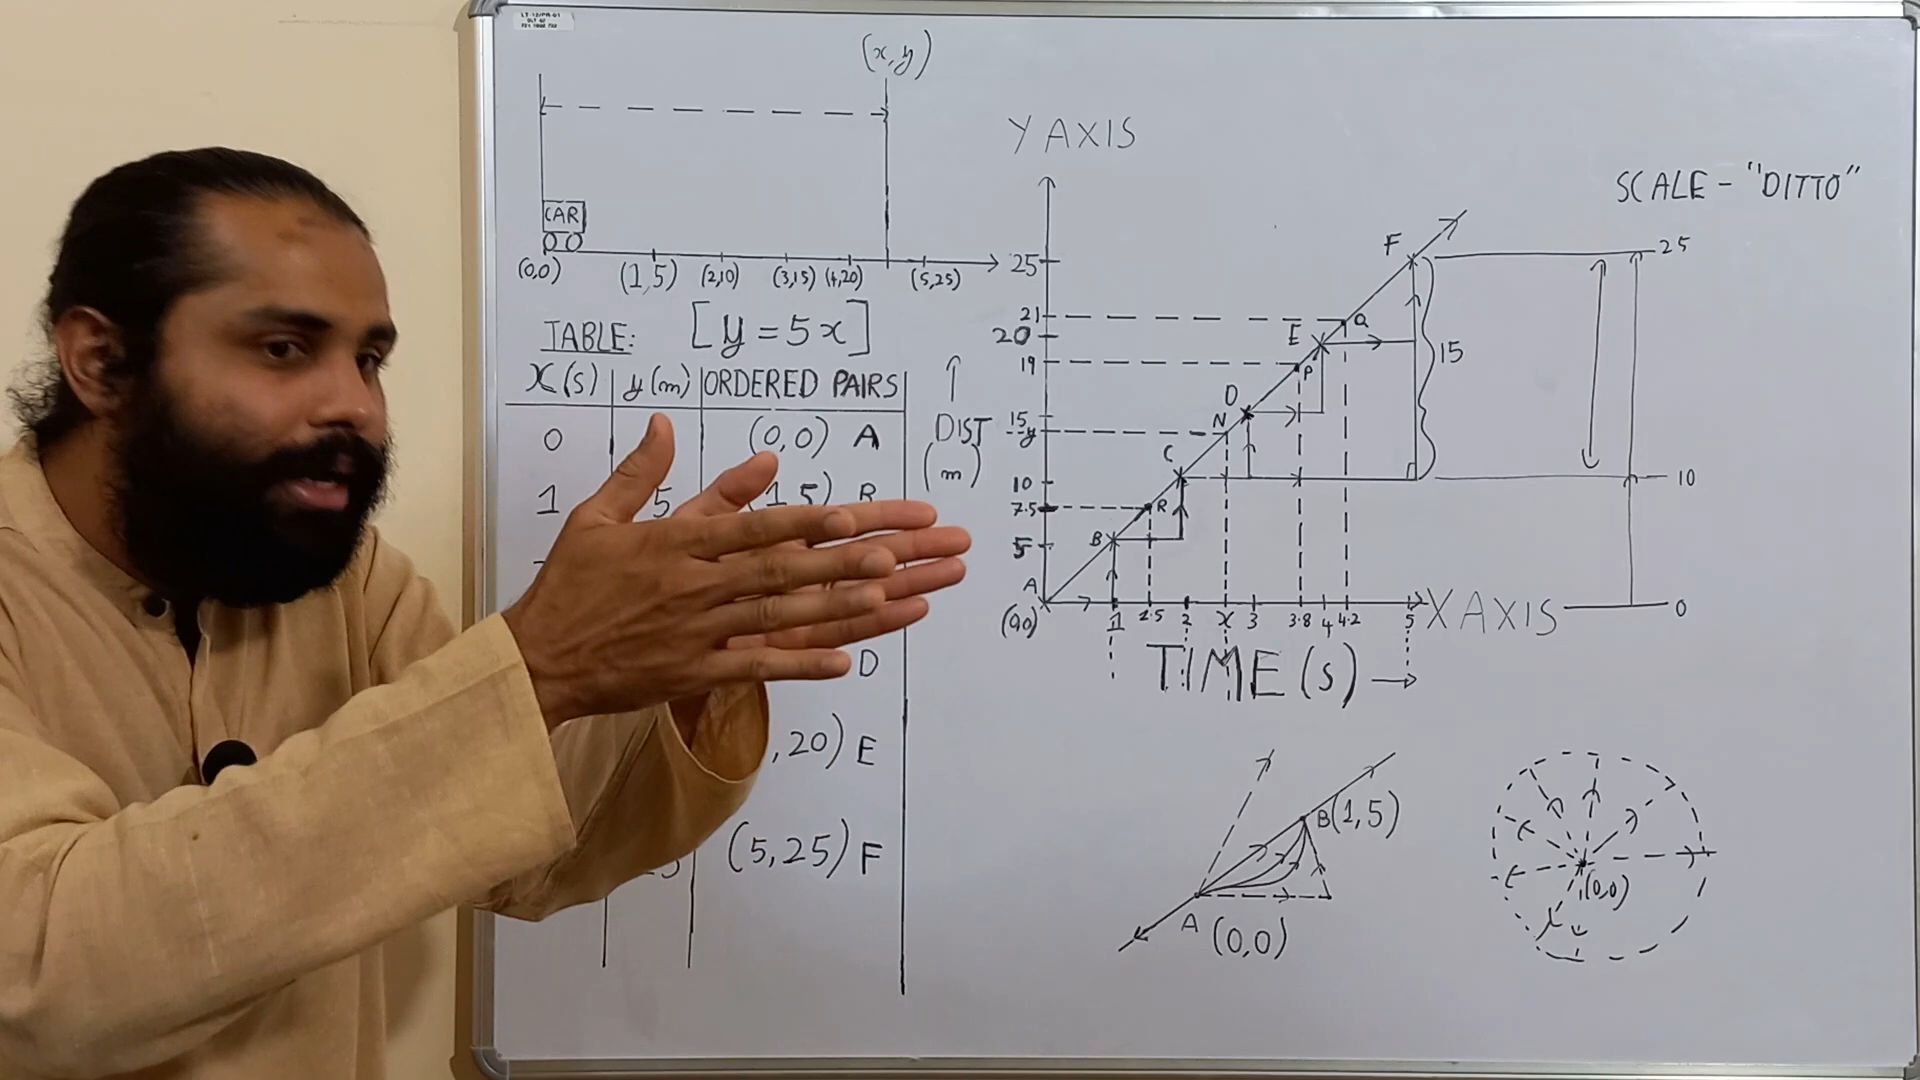 (x, y)
CAR
(0,0) (1,5) (2,10) (3,15) (4,20) (5,25)
TABLE: [y = 5x]
X(s) y(m) ORDERED PAIRS
0 (0,0) A
1 5 1,5) B
D
,20) E
(5,25) F
Y AXIS
SCALE - "DITTO"
25
21
20
19
15
y
10
7.5
5
DIST
(m)
A
B
R
C
N
D
P
E
Q
F
15
25
10
0
(0,0) 1 1.5 2 x 3 3.8 4 4.2 5 X AXIS
TIME (s)
B(1,5)
A (0,0)
(0,0)